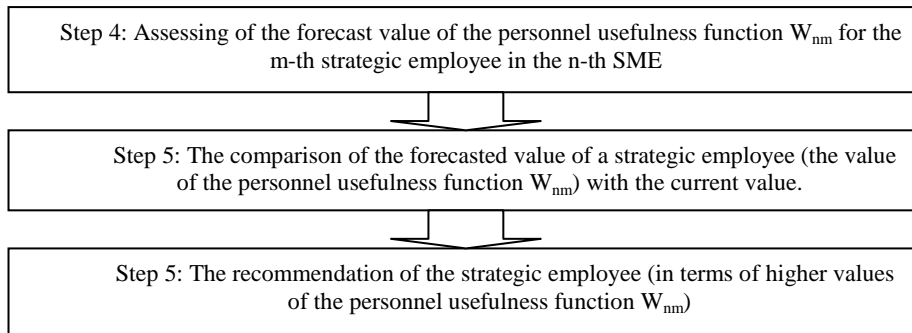 Step 4: Assessing of the forecast value of the personnel usefulness function Wnm for the
m-th strategic employee in the n-th SME
Step 5: The comparison of the forecasted value of a strategic employee (the value
of the personnel usefulness function Wnm) with the current value.
Step 5: The recommendation of the strategic employee (in terms of higher values
of the personnel usefulness function Wnm)